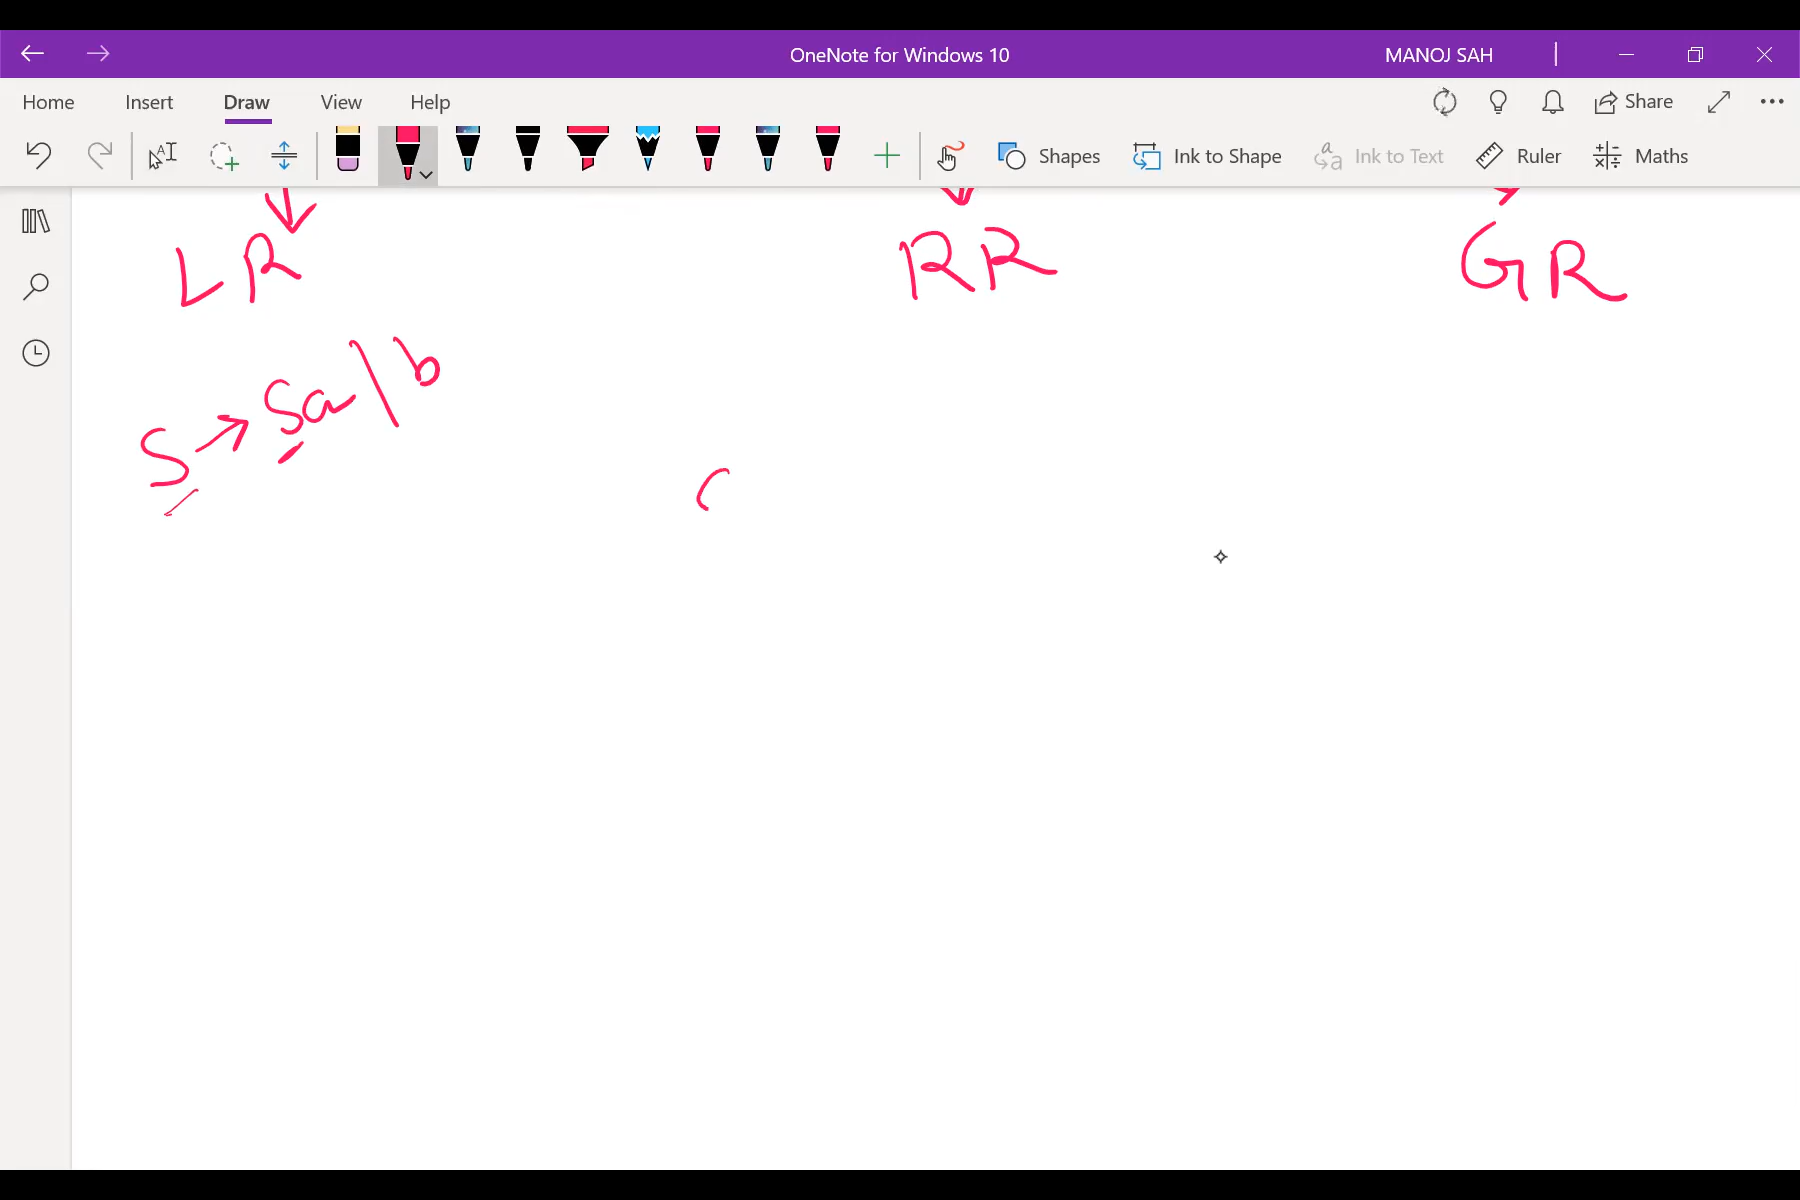 OneNote for Windows 10 MANOJ SAH
Home Insert Draw View Help Share
Shapes Ink to Shape Ink to Text Ruler Maths
LR RR GR
S → Sa | b